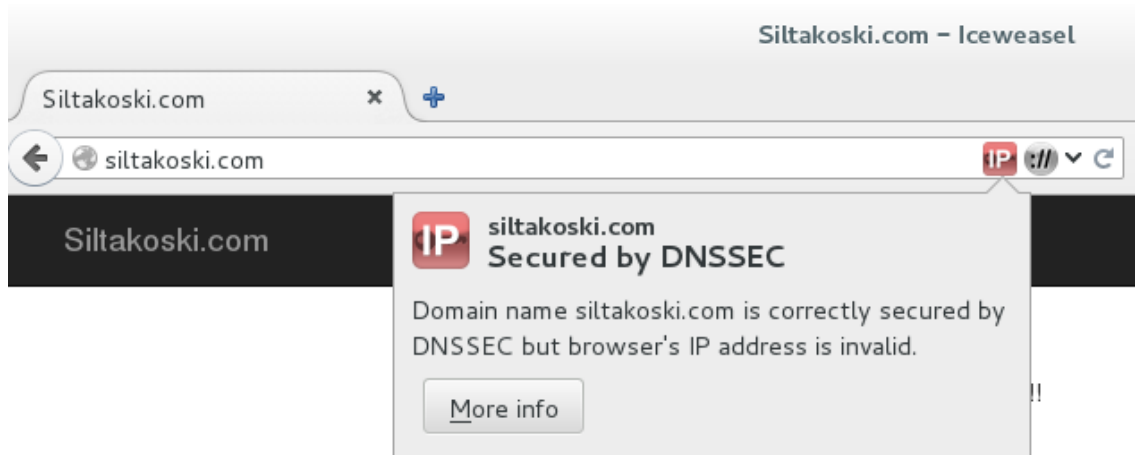 Siltakoski.com - Iceweasel
Siltakoski.com
siltakoski.com
IP
://
Siltakoski.com
IP
siltakoski.com
Secured by DNSSEC
Domain name siltakoski.com is correctly secured by
DNSSEC but browser's IP address is invalid.
More info
!!